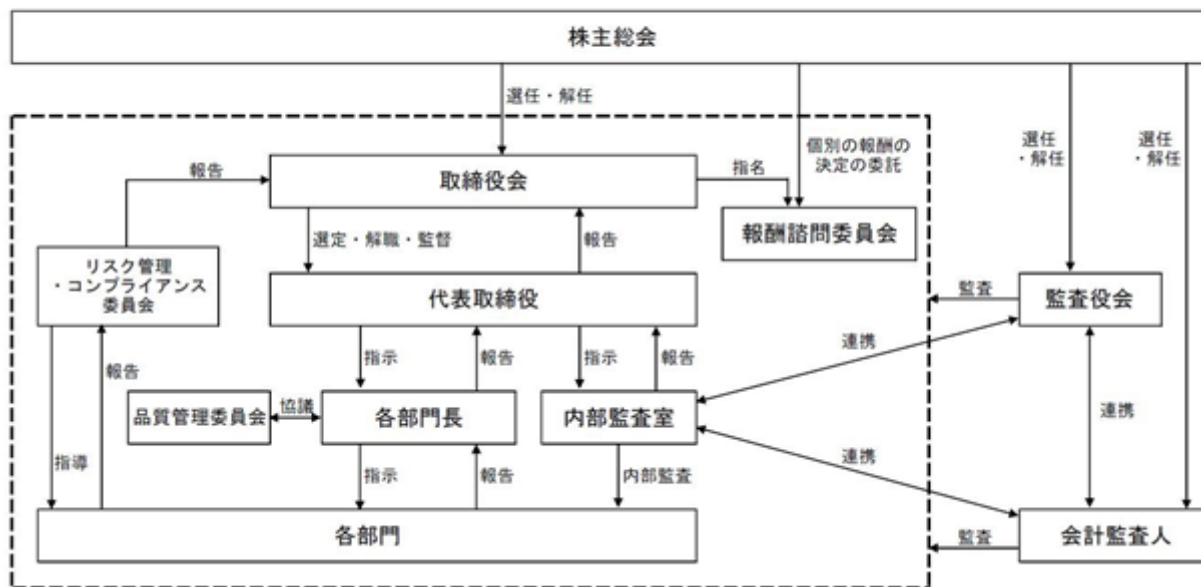 株主総会
選任・解任
個別の報酬の
決定の委託
選任
・解任
選任
・解任
報告
取締役会
指名
報酬諮問委員会
選定・解職・監督
報告
リスク管理
・コンプライアンス
委員会
代表取締役
監査
監査役会
連携
指示
報告
指示
報告
報告
品質管理委員会
協議
各部門長
内部監査室
連携
指導
指示
報告
内部監査
連携
各部門
監査
会計監査人